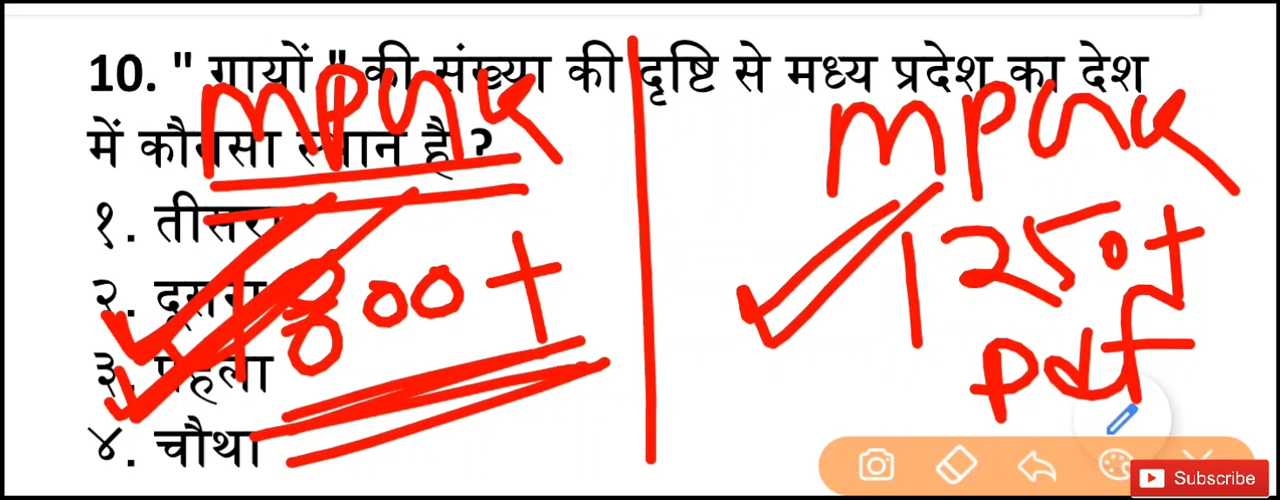 10. " गायों " की संख्या की दृष्टि से मध्य प्रदेश का देश
में कौनसा स्थान है ?
१. तीसरा
२. दूसरा
३. पहला
४. चौथा
MPGK
800+
MPGK
1250+
pdf
Subscribe